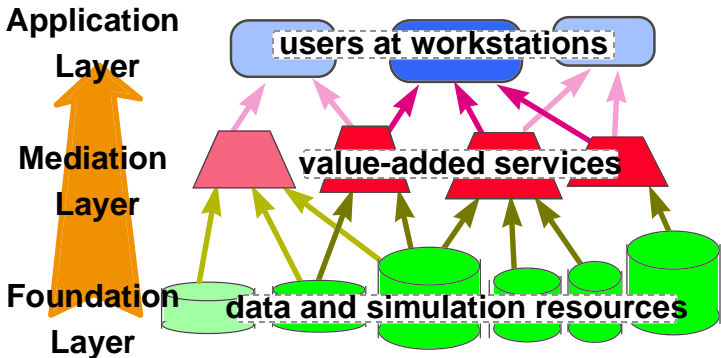 Application
Layer
users at workstations
Mediation
Layer
value-added services
Foundation
Layer
data and simulation resources